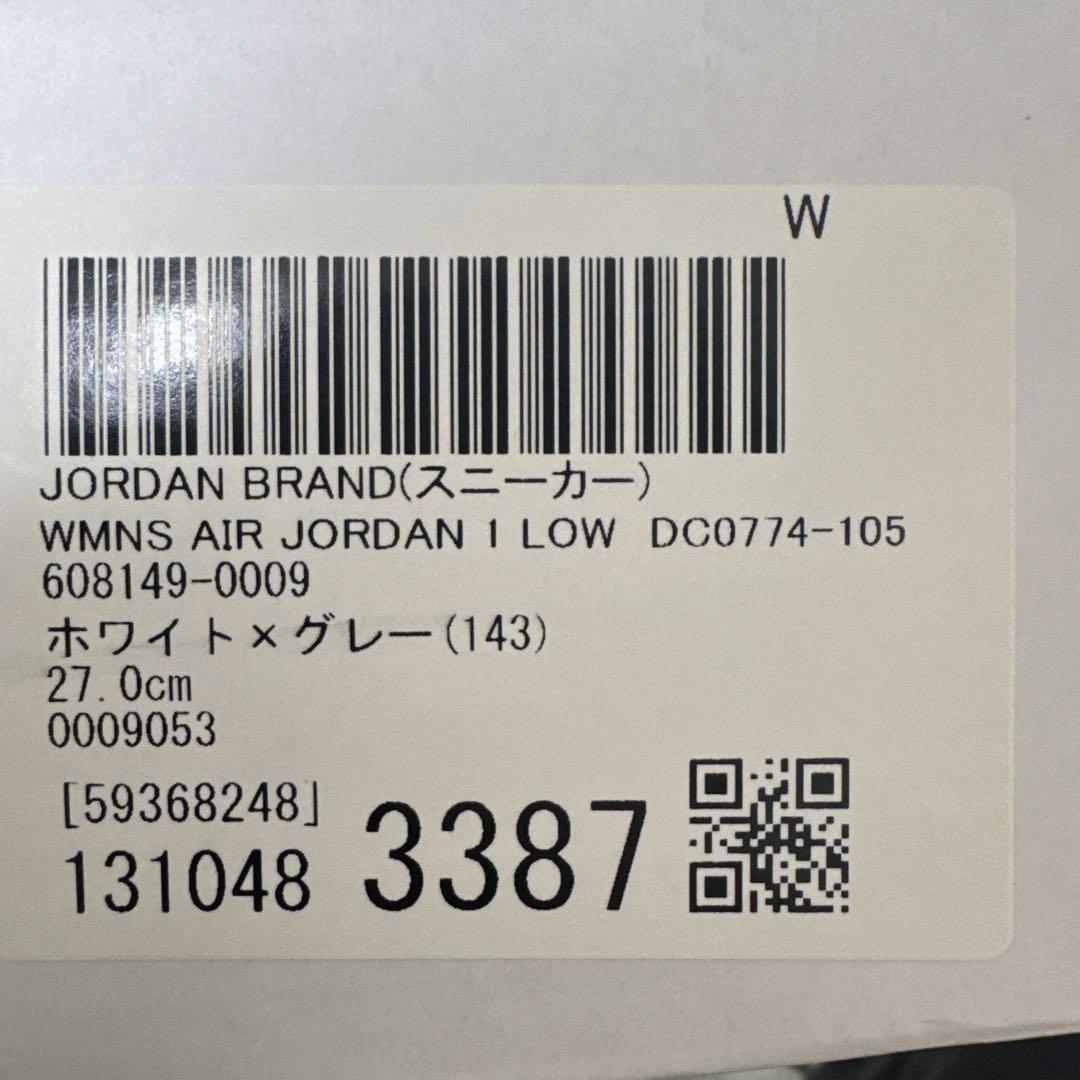 W
JORDAN BRAND(スニーカー)
WMNS AIR JORDAN 1 LOW DC0774-105
608149-0009
ホワイト×グレー(143)
27.0cm
0009053
[59368248]
131048 3387